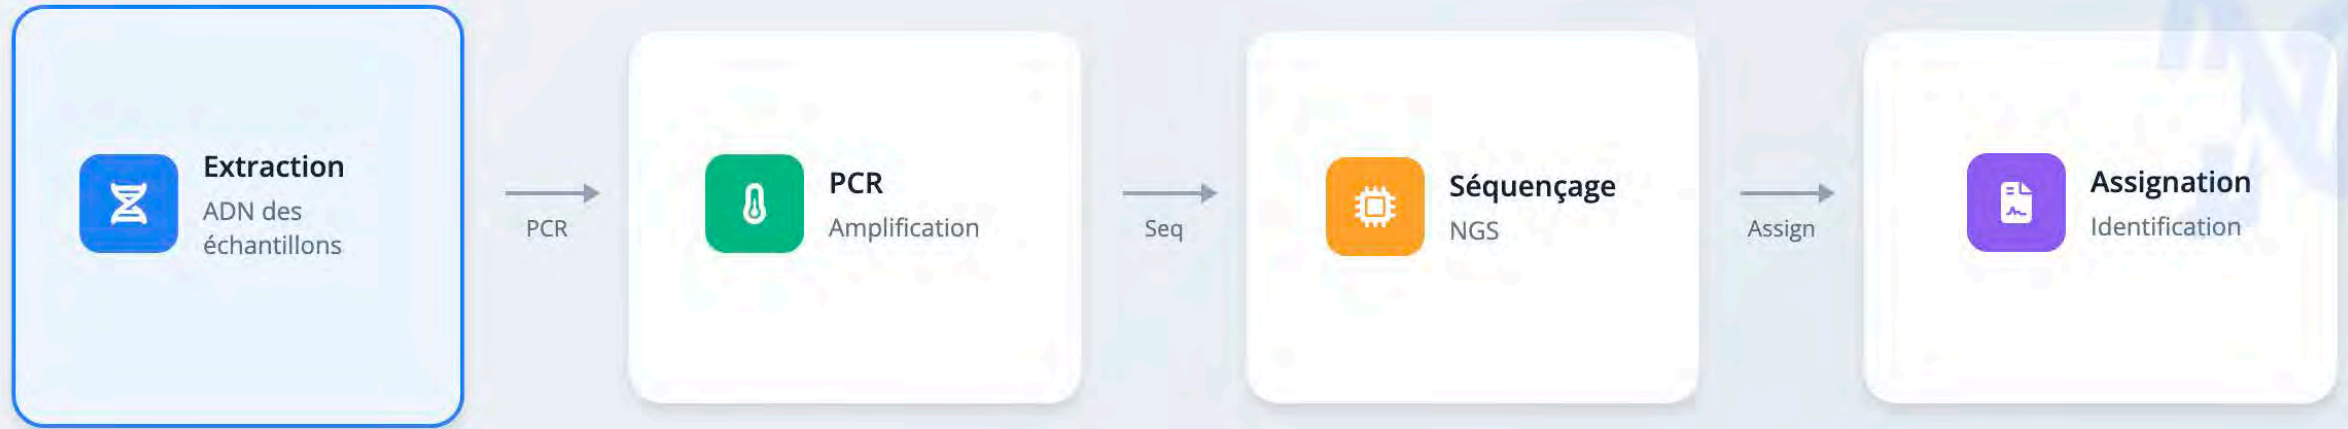 Extraction
ADN des
échantillons
PCR
PCR
Amplification
Seq
Séquençage
NGS
Assign
Assignation
Identification